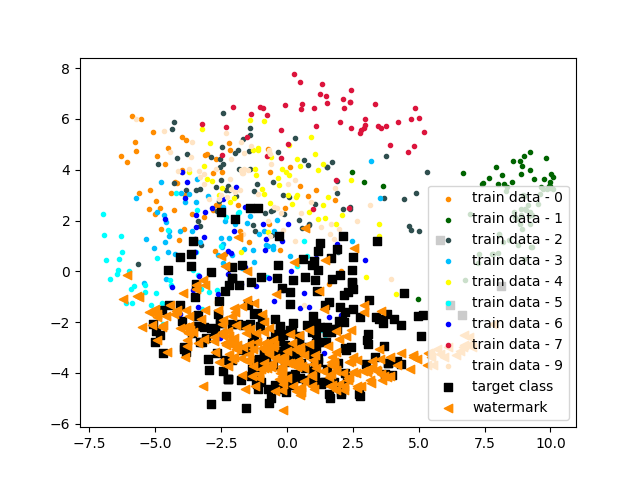 8
6
4
2
0
−2
−4
−6
−7.5
−5.0
−2.5
0.0
2.5
5.0
7.5
10.0
train data - 0
train data - 1
train data - 2
train data - 3
train data - 4
train data - 5
train data - 6
train data - 7
train data - 9
target class
watermark